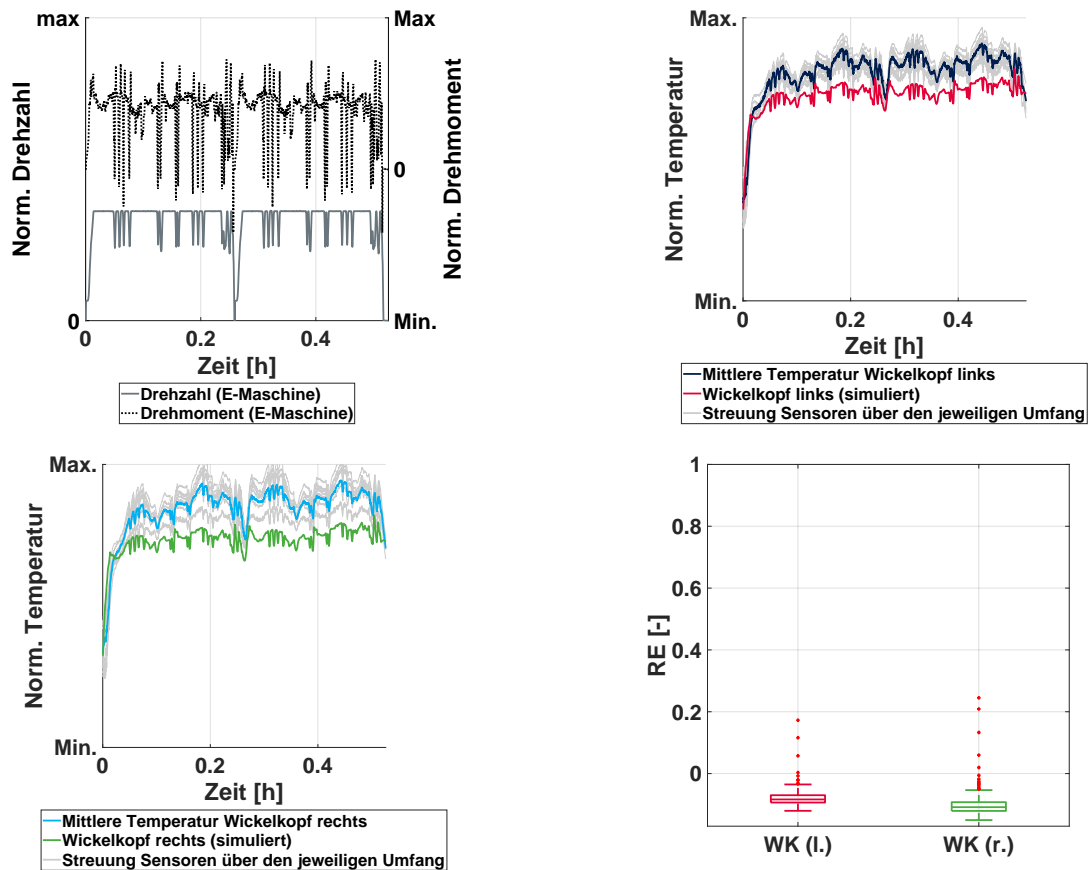 max
Max
Norm. Drehzahl
0
Norm. Drehmoment
0
Min.
0
0.2
0.4
Zeit [h]
Drehzahl (E-Maschine)
Drehmoment (E-Maschine)
Max.
Norm. Temperatur
Min.
0
0.2
0.4
Zeit [h]
Mittlere Temperatur Wickelkopf links
Wickelkopf links (simuliert)
Streuung Sensoren über den jeweiligen Umfang
Max.
Norm. Temperatur
Min.
0
0.2
0.4
Zeit [h]
Mittlere Temperatur Wickelkopf rechts
Wickelkopf rechts (simuliert)
Streuung Sensoren über den jeweiligen Umfang
1
0.8
0.6
RE [-]
0.4
0.2
0
WK (l.)
WK (r.)